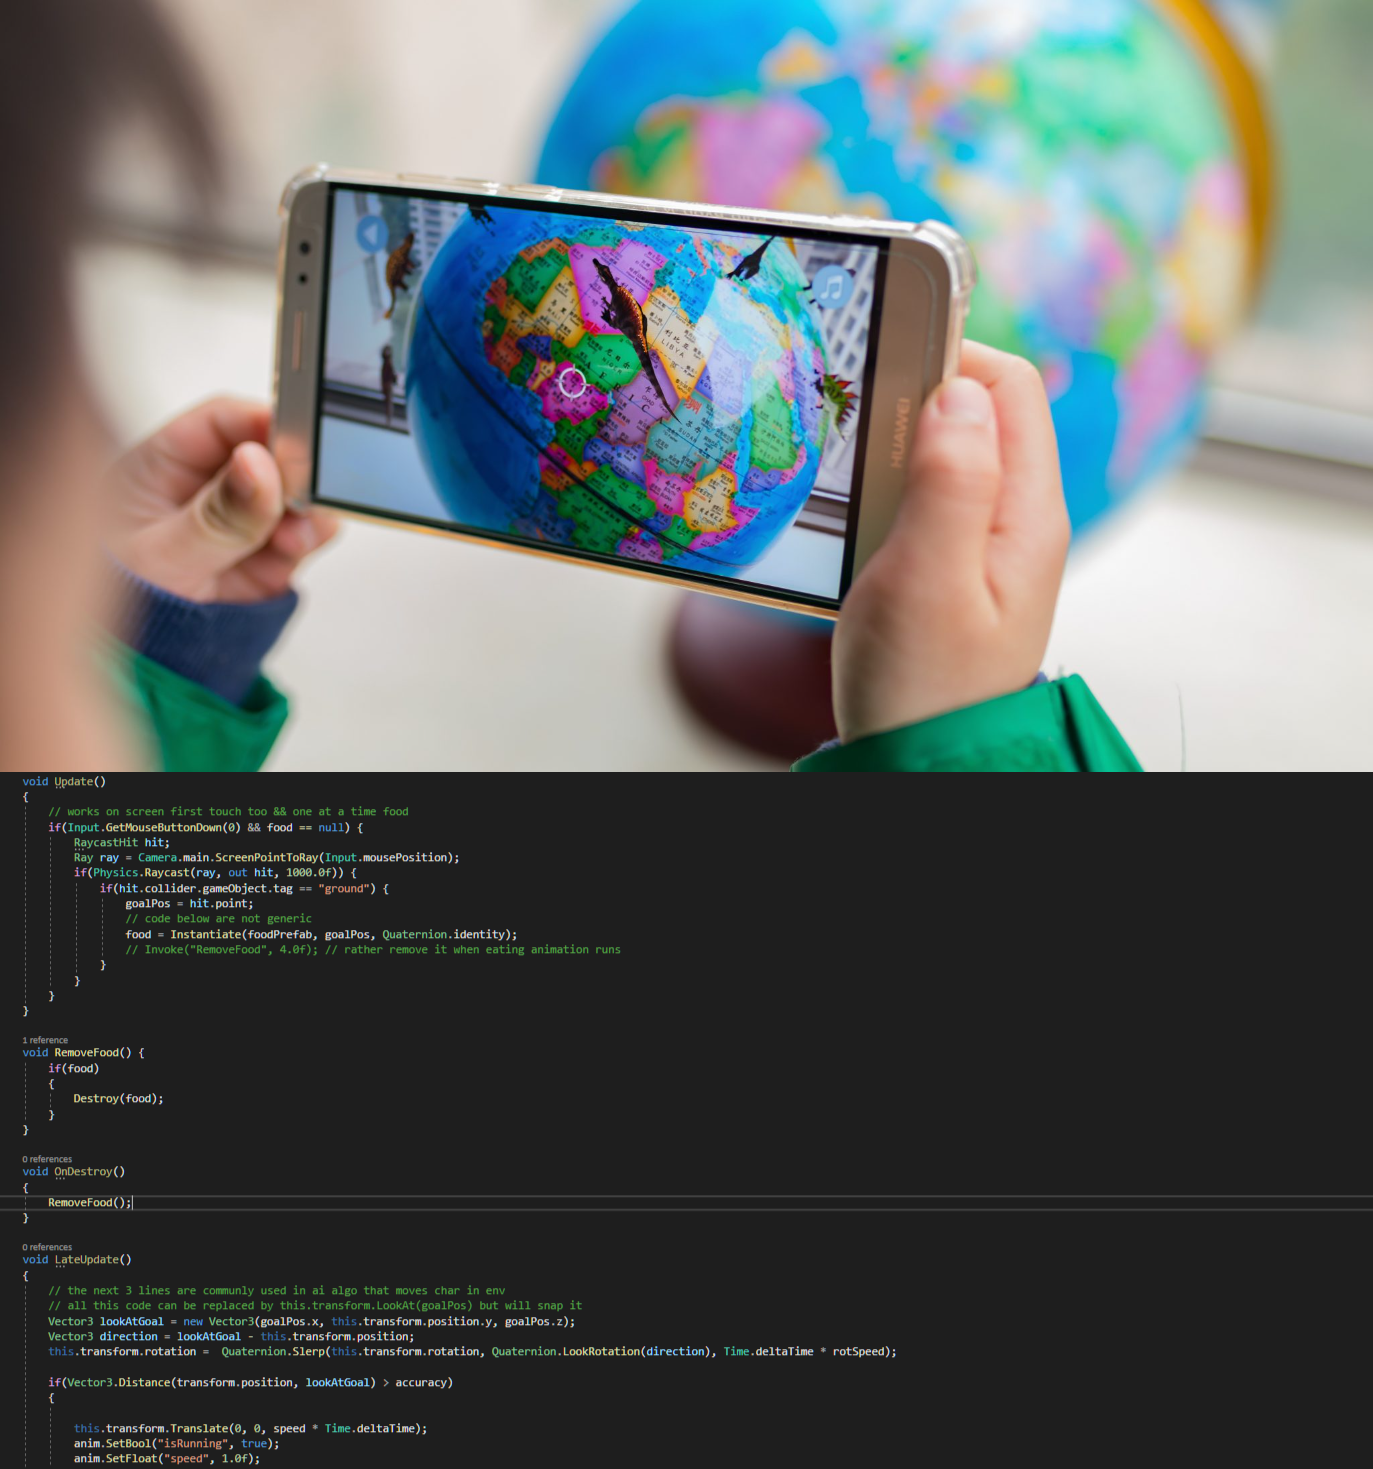 HUAWEI
LIBYA
CHAD
SUDAN
void Update()
{
// works on screen first touch too && one at a time food
if(Input.GetMouseButtonDown(0) && food == null) {
RaycastHit hit;
Ray ray = Camera.main.ScreenPointToRay(Input.mousePosition);
if(Physics.Raycast(ray, out hit, 1000.0f)) {
if(hit.collider.gameObject.tag == "ground") {
goalPos = hit.point;
// code below are not generic
food = Instantiate(foodPrefab, goalPos, Quaternion.identity);
// Invoke("RemoveFood", 4.0f); // rather remove it when eating animation runs
}
}
}
}
1 reference
void RemoveFood() {
if(food)
{
Destroy(food);
}
}
0 references
void OnDestroy()
{
RemoveFood();
}
0 references
void LateUpdate()
{
// the next 3 lines are communly used in ai algo that moves char in env
// all this code can be replaced by this.transform.LookAt(goalPos) but will snap it
Vector3 lookAtGoal = new Vector3(goalPos.x, this.transform.position.y, goalPos.z);
Vector3 direction = lookAtGoal - this.transform.position;
this.transform.rotation =  Quaternion.Slerp(this.transform.rotation, Quaternion.LookRotation(direction), Time.deltaTime * rotSpeed);
if(Vector3.Distance(transform.position, lookAtGoal) > accuracy)
{
this.transform.Translate(0, 0, speed * Time.deltaTime);
anim.SetBool("isRunning", true);
anim.SetFloat("speed", 1.0f);